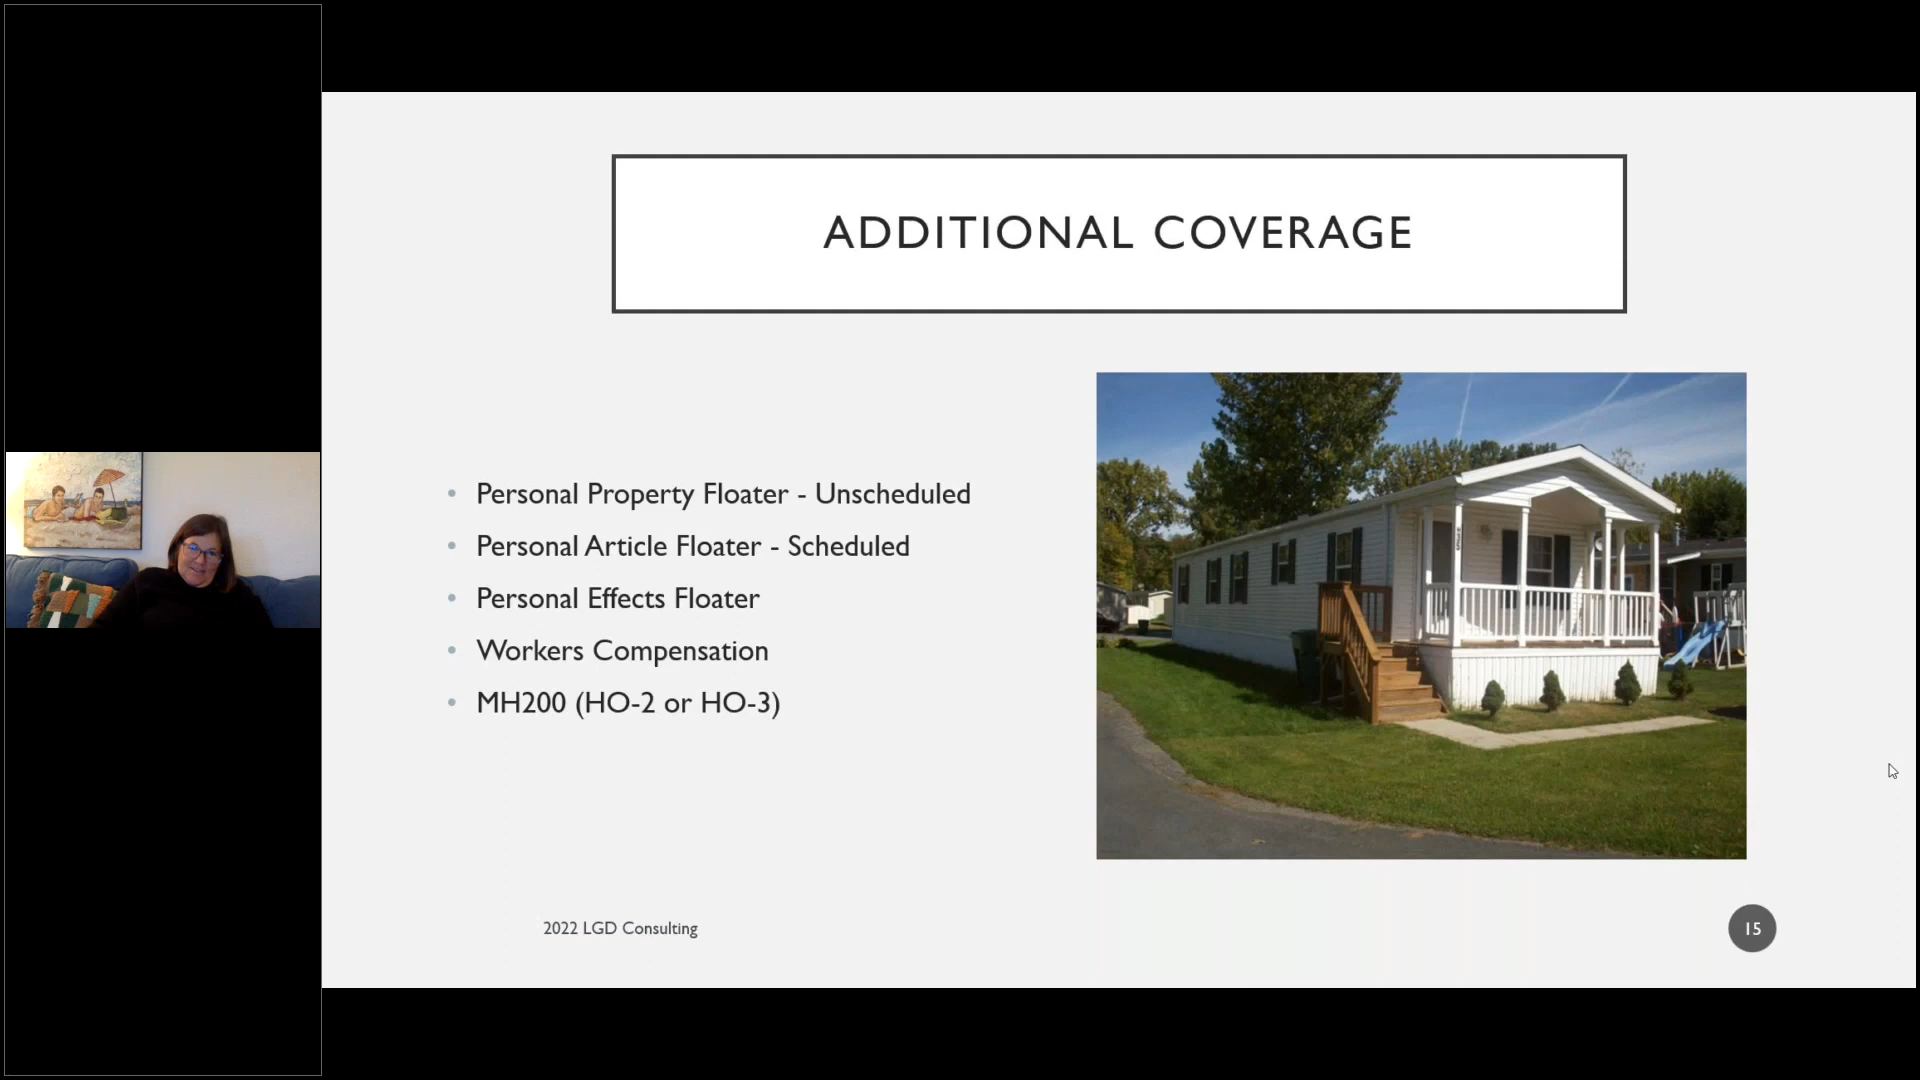 ADDITIONAL COVERAGE
• Personal Property Floater - Unscheduled
• Personal Article Floater - Scheduled
• Personal Effects Floater
• Workers Compensation
• MH200 (HO-2 or HO-3)
2022 LGD Consulting
15